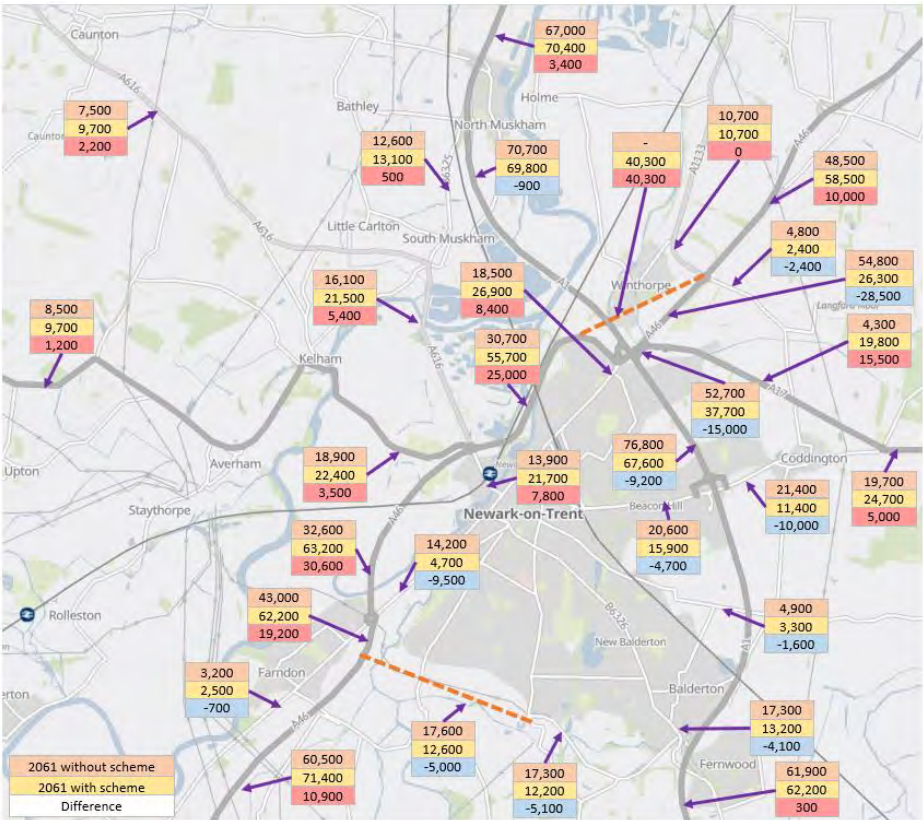 Caunton
A616
67,000
70,400
3,400
7,500
9,700
2,200
Bathley
Holme
North Muskham
12,600
13,100
500
A6325
70,700
69,800
-900
-
40,300
40,300
10,700
10,700
0
A1133
A46
48,500
58,500
10,000
Little Carlton
A616
South Muskham
4,800
2,400
-2,400
54,800
26,300
-28,500
16,100
21,500
5,400
18,500
26,900
8,400
A1
Winthorpe
A46
Langford Moor
8,500
9,700
1,200
30,700
55,700
25,000
4,300
19,800
15,500
Kelham
A616
A17
52,700
37,700
-15,000
Upton
Averham
18,900
22,400
3,500
13,900
21,700
7,800
76,800
67,600
-9,200
Coddington
21,400
11,400
-10,000
19,700
24,700
5,000
Staythorpe
A46
Newark-on-Trent
Beacon Hill
20,600
15,900
-4,700
32,600
63,200
30,600
14,200
4,700
-9,500
Rolleston
43,000
62,200
19,200
B6326
New Balderton
4,900
3,300
-1,600
A1
Farndon
3,200
2,500
-700
A46
Balderton
17,600
12,600
-5,000
17,300
13,200
-4,100
60,500
71,400
10,900
17,300
12,200
-5,100
Fernwood
61,900
62,200
300
2061 without scheme
2061 with scheme
Difference